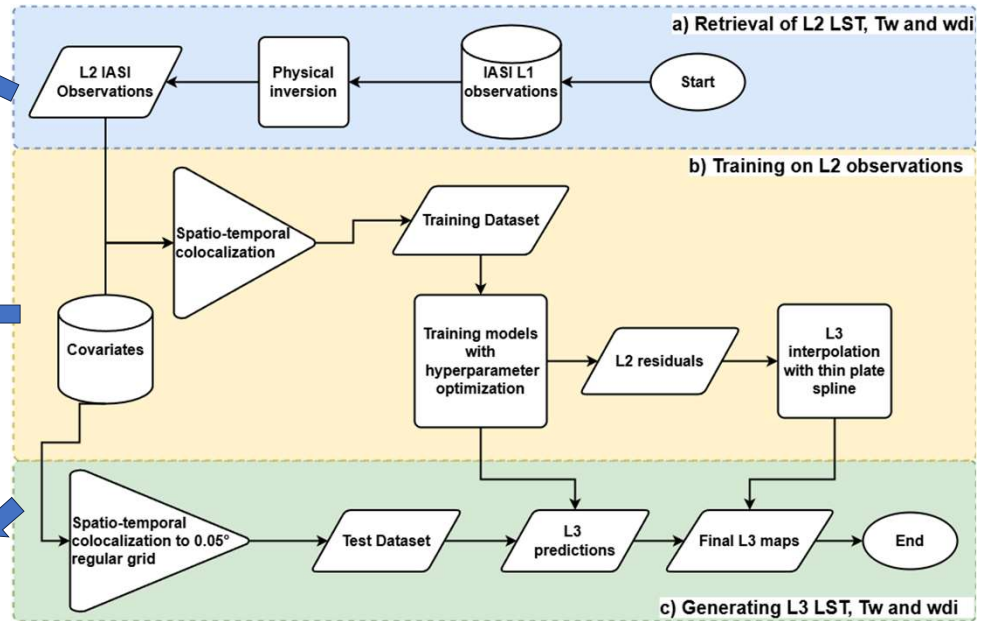 a) Retrieval of L2 LST, Tw and wdi
L2 IASI
Observations
Physical
inversion
IASI L1
observations
Start
b) Training on L2 observations
Spatio-temporal
colocalization
Training Dataset
Covariates
Training models
with
hyperparameter
optimization
L2 residuals
L3
interpolation
with thin plate
spline
Spatio-temporal
colocalization to 0.05°
regular grid
Test Dataset
L3
predictions
Final L3 maps
End
c) Generating L3 LST, Tw and wdi